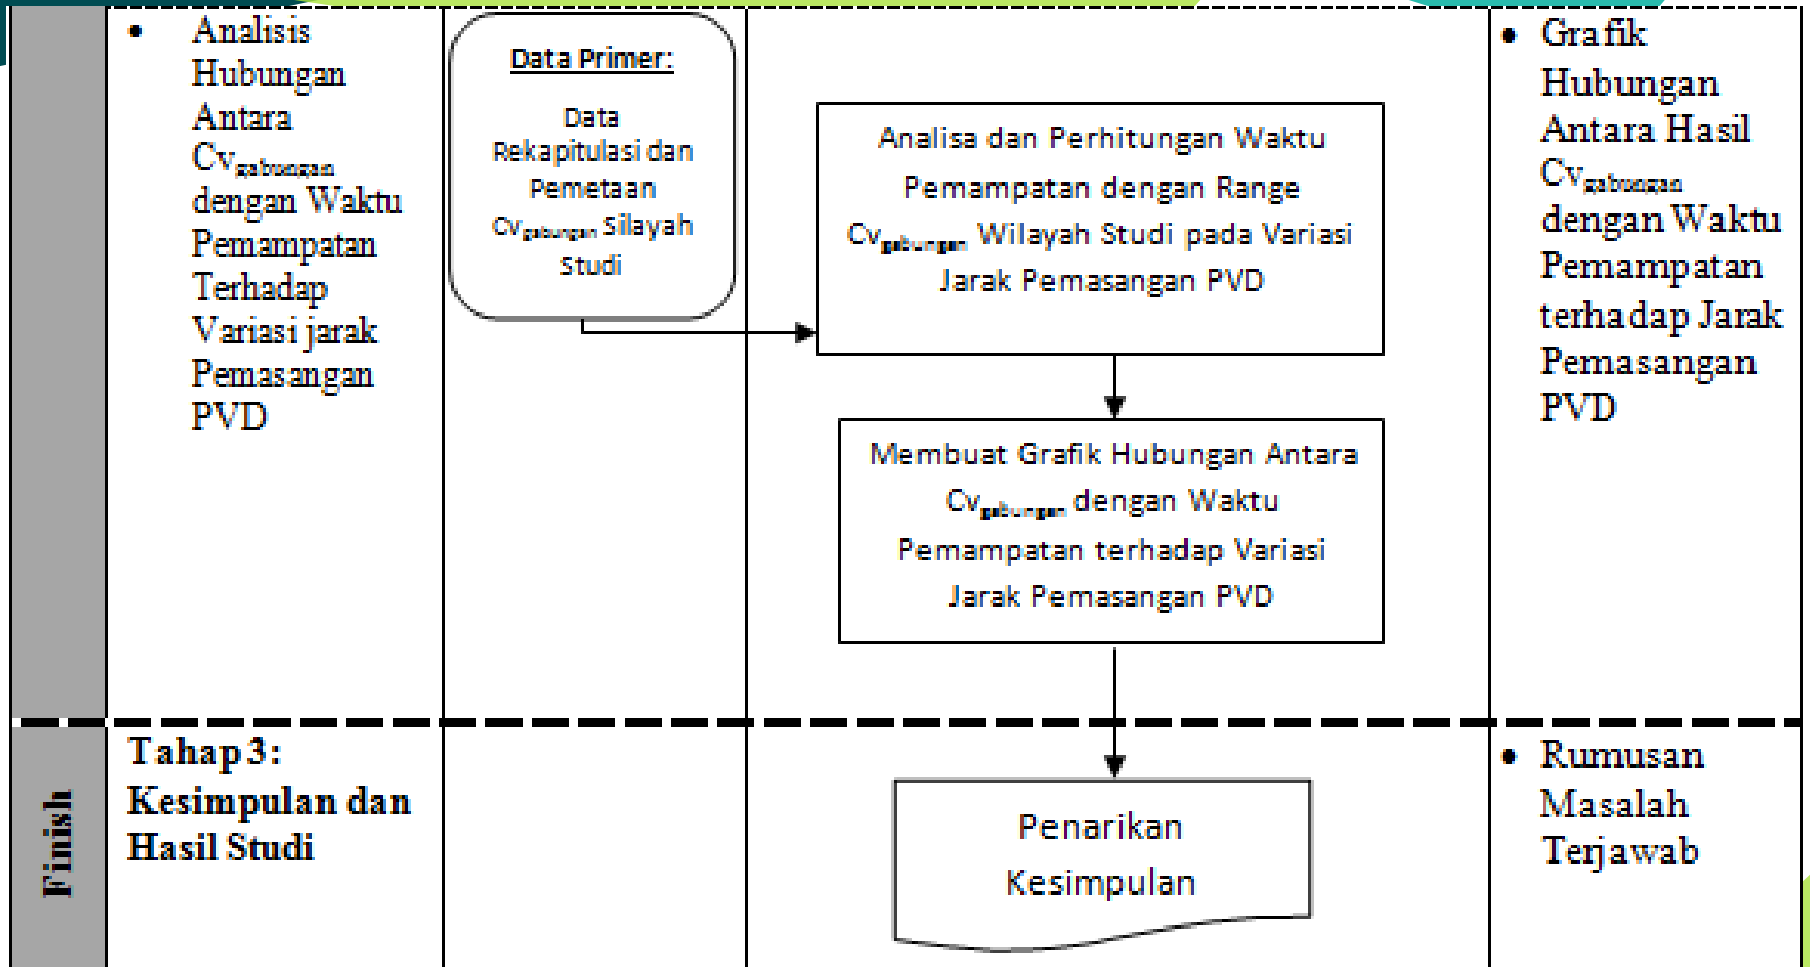 • Analisis
Hubungan
Antara
Cvgabungan
dengan Waktu
Pemampatan
Terhadap
Variasi jarak
Pemasangan
PVD
Data Primer:
Data
Rekapitulasi dan
Pemetaan
Cvgabungan Silayah
Studi
Analisa dan Perhitungan Waktu
Pemampatan dengan Range
Cvgabungan Wilayah Studi pada Variasi
Jarak Pemasangan PVD
Membuat Grafik Hubungan Antara
Cvgabungan dengan Waktu
Pemampatan terhadap Variasi
Jarak Pemasangan PVD
• Grafik
Hubungan
Antara Hasil
Cvgabungan
dengan Waktu
Pemampatan
terhadap Jarak
Pemasangan
PVD
Finish
Tahap 3:
Kesimpulan dan
Hasil Studi
Penarikan
Kesimpulan
• Rumusan
Masalah
Terjawab